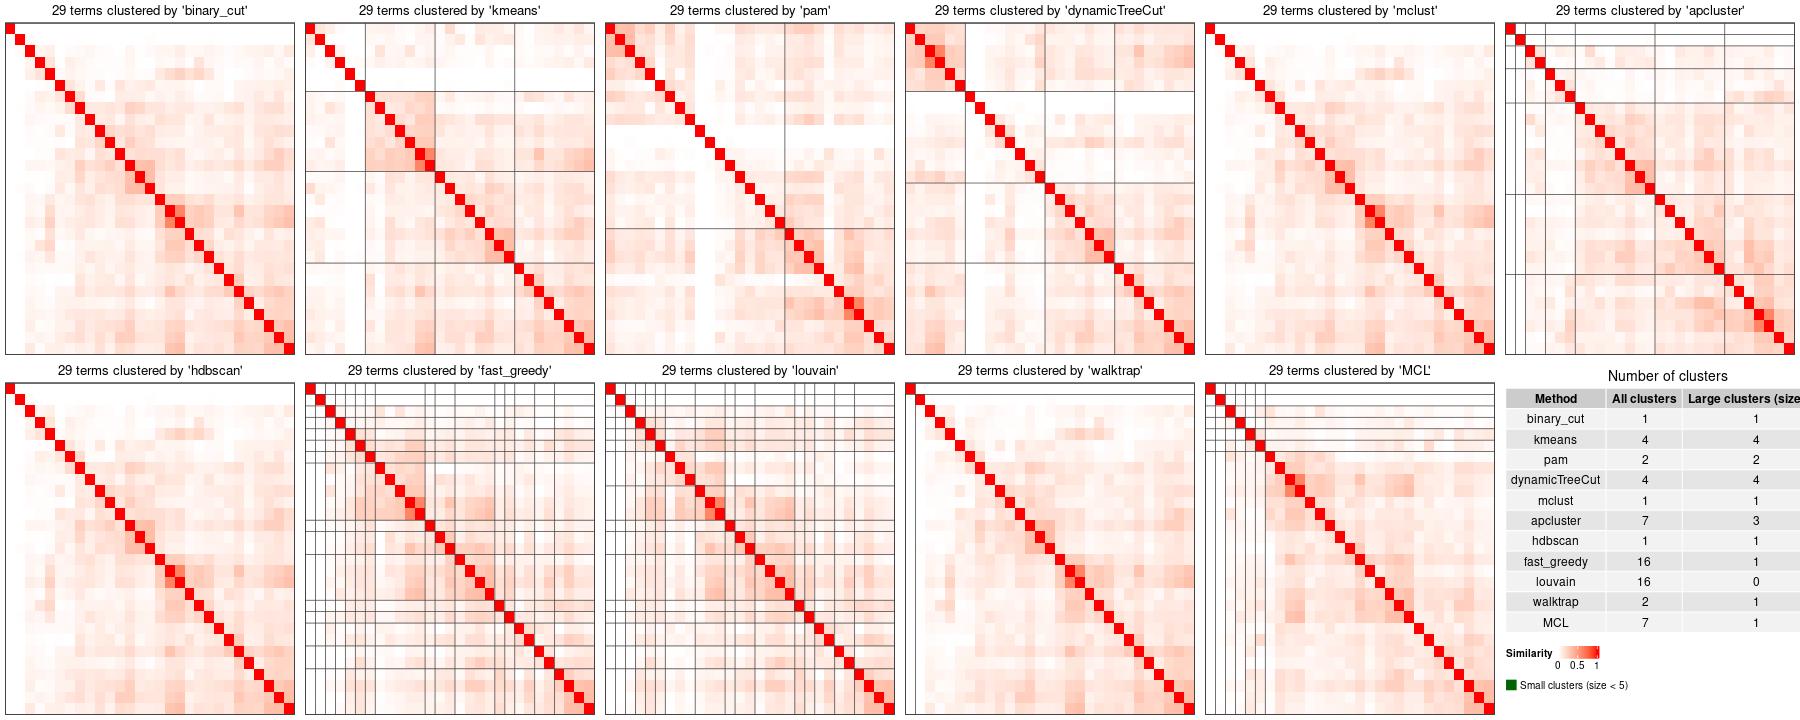 29 terms clustered by 'binary_cut'
29 terms clustered by 'kmeans'
29 terms clustered by 'pam'
29 terms clustered by 'dynamicTreeCut'
29 terms clustered by 'mclust'
29 terms clustered by 'apcluster'
29 terms clustered by 'hdbscan'
29 terms clustered by 'fast_greedy'
29 terms clustered by 'louvain'
29 terms clustered by 'walktrap'
29 terms clustered by 'MCL'
Number of clusters
Method All clusters Large clusters (size
binary_cut 1 1
kmeans 4 4
pam 2 2
dynamicTreeCut 4 4
mclust 1 1
apcluster 7 3
hdbscan 1 1
fast_greedy 16 1
louvain 16 0
walktrap 2 1
MCL 7 1
Similarity
0 0.5 1
Small clusters (size < 5)